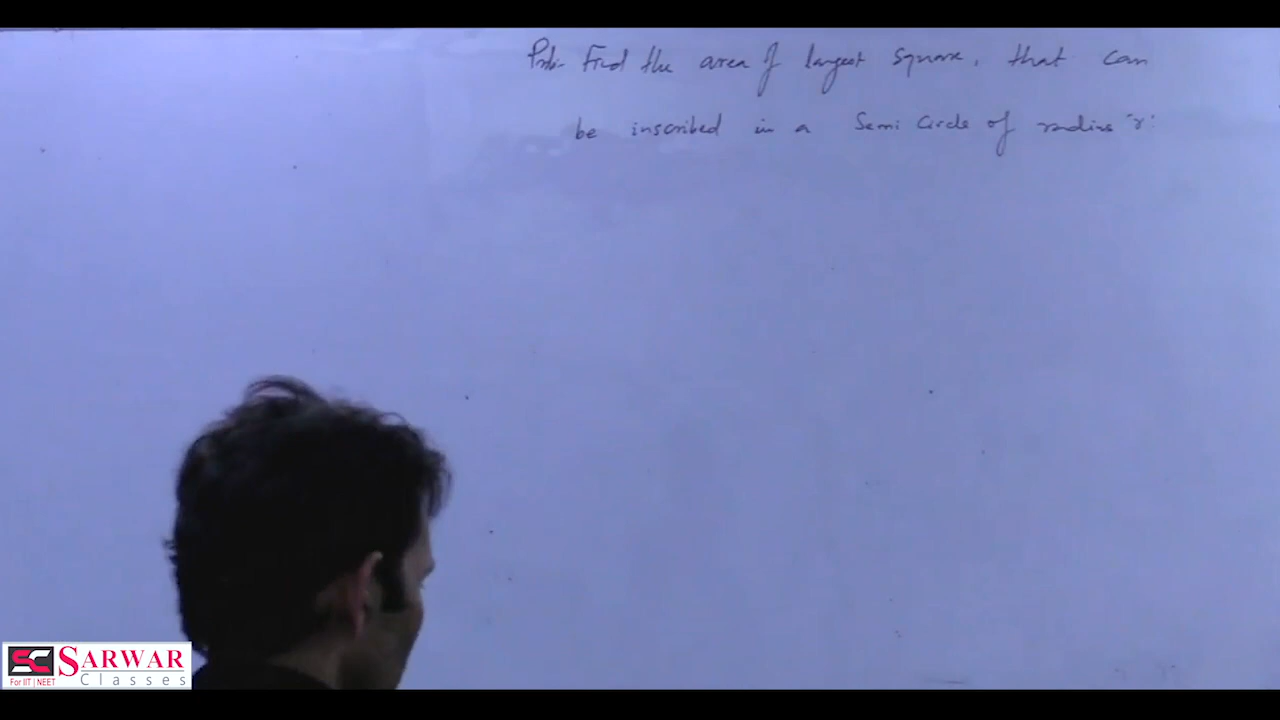 Prob:- Find the area of largest square, that can
be inscribed in a Semi Circle of radius 'r'.
SC SARWAR
For IIT | NEET Classes